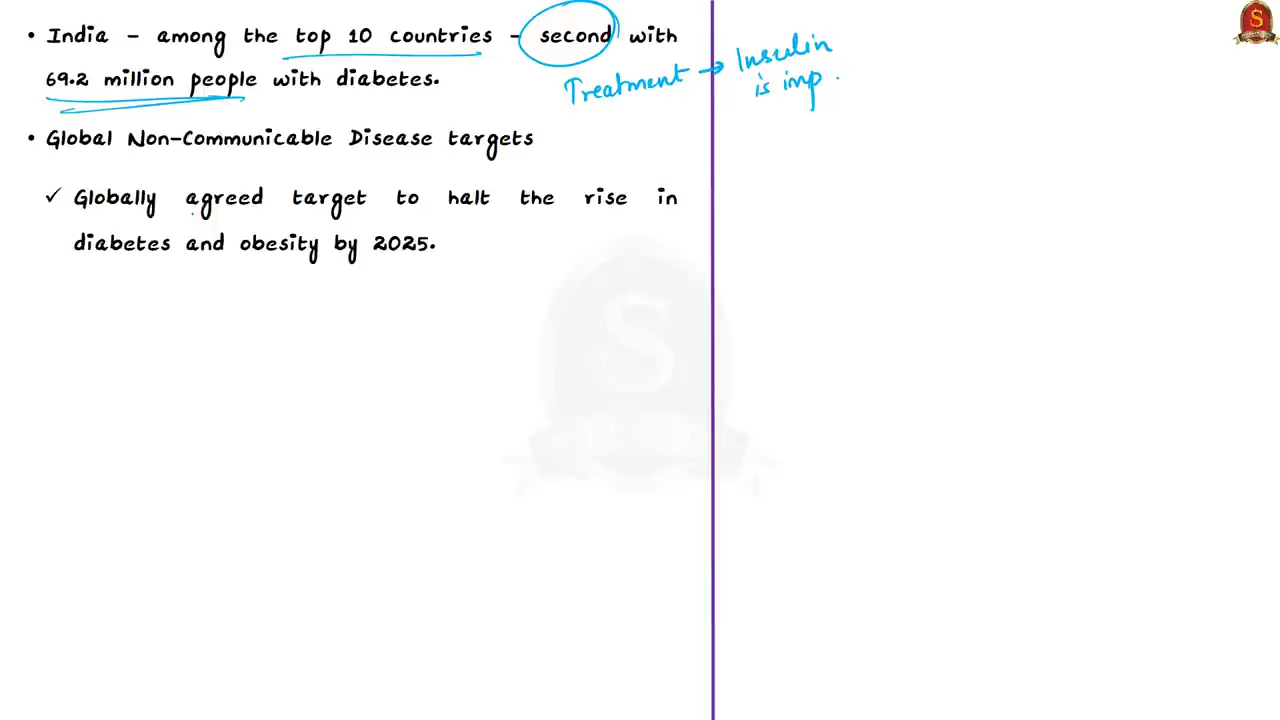 • India - among the top 10 countries - second with
69.2 million people with diabetes.
Treatment → Insulin
is imp.
• Global Non-Communicable Disease targets
✓ Globally agreed target to halt the rise in
diabetes and obesity by 2025.
S